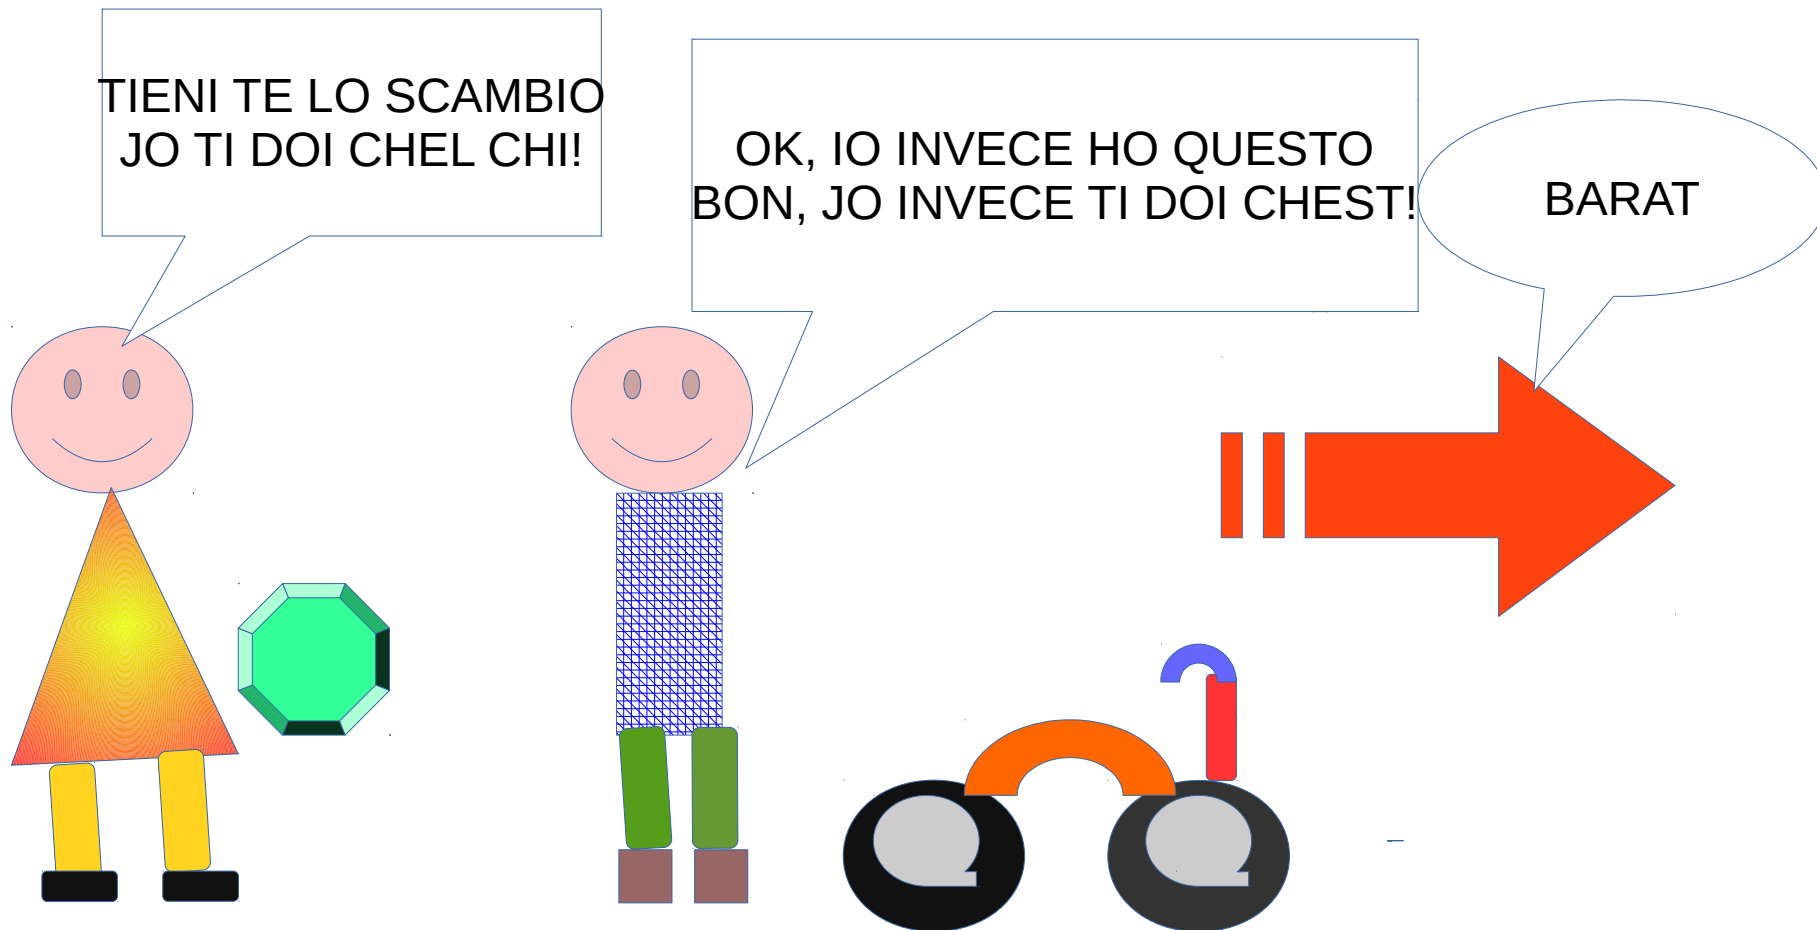 TIENI TE LO SCAMBIO
JO TI DOI CHEL CHI!
OK, IO INVECE HO QUESTO
BON, JO INVECE TI DOI CHEST!
BARAT